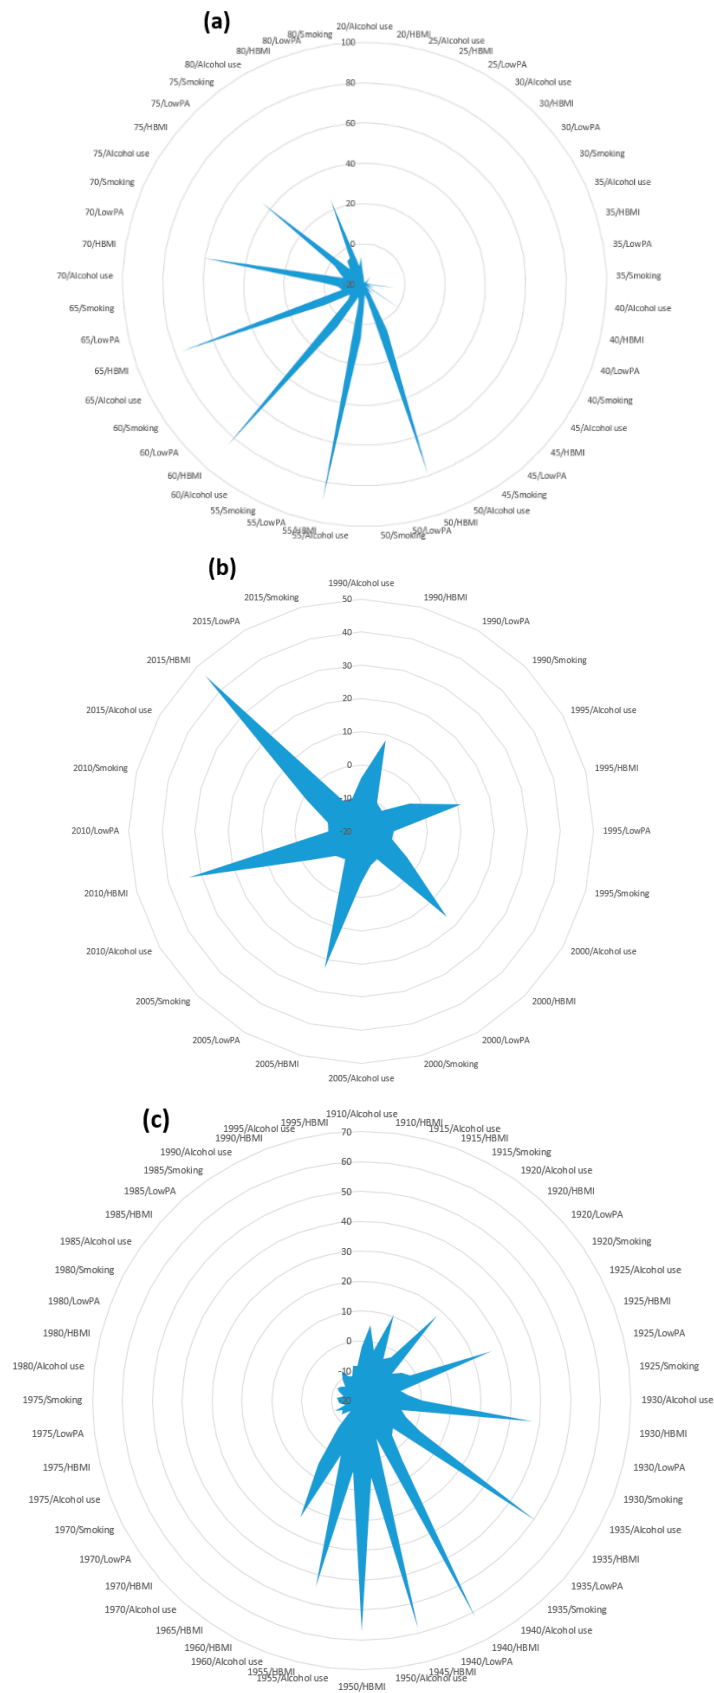 (a)
20/Alcohol use
20/HBMI
25/Alcohol use
25/HBMI
25/LowPA
30/Alcohol use
30/HBMI
30/LowPA
30/Smoking
35/Alcohol use
35/HBMI
35/LowPA
35/Smoking
40/Alcohol use
40/HBMI
40/LowPA
40/Smoking
45/Alcohol use
45/HBMI
45/LowPA
45/Smoking
50/Alcohol use
50/HBMI
50/LowPA
50/Smoking
55/Alcohol use
55/HBMI
55/LowPA
55/Smoking
60/Alcohol use
60/HBMI
60/LowPA
60/Smoking
65/Alcohol use
65/HBMI
65/LowPA
65/Smoking
70/Alcohol use
70/HBMI
70/LowPA
70/Smoking
75/Alcohol use
75/HBMI
75/LowPA
75/Smoking
80/Alcohol use
80/HBMI
80/LowPA
80/Smoking
100
80
60
40
20
0
(b)
1990/Alcohol use
1990/HBMI
1990/LowPA
1990/Smoking
1995/Alcohol use
1995/HBMI
1995/LowPA
1995/Smoking
2000/Alcohol use
2000/HBMI
2000/LowPA
2000/Smoking
2005/Alcohol use
2005/HBMI
2005/LowPA
2005/Smoking
2010/Alcohol use
2010/HBMI
2010/LowPA
2010/Smoking
2015/Alcohol use
2015/HBMI
2015/LowPA
2015/Smoking
50
40
30
20
10
0
-10
-20
(c)
1910/Alcohol use
1910/HBMI
1915/Alcohol use
1915/HBMI
1915/Smoking
1920/Alcohol use
1920/HBMI
1920/LowPA
1920/Smoking
1925/Alcohol use
1925/HBMI
1925/LowPA
1925/Smoking
1930/Alcohol use
1930/HBMI
1930/LowPA
1930/Smoking
1935/Alcohol use
1935/HBMI
1935/LowPA
1935/Smoking
1940/Alcohol use
1940/HBMI
1940/LowPA
1945/HBMI
1950/Alcohol use
1950/HBMI
1955/Alcohol use
1955/HBMI
1960/Alcohol use
1960/HBMI
1965/HBMI
1970/Alcohol use
1970/HBMI
1970/LowPA
1970/Smoking
1975/Alcohol use
1975/HBMI
1975/LowPA
1975/Smoking
1980/Alcohol use
1980/HBMI
1980/LowPA
1980/Smoking
1985/Alcohol use
1985/HBMI
1985/LowPA
1985/Smoking
1990/Alcohol use
1990/HBMI
1995/Alcohol use
1995/HBMI
70
60
50
40
30
20
10
0
-10
-20